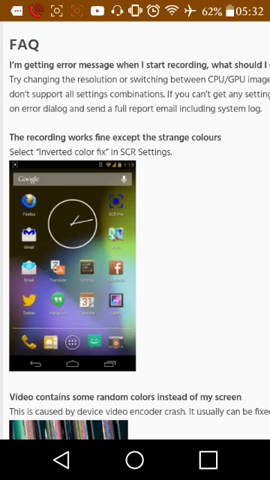 62% 05:32
FAQ
I'm getting error message when I start recording, what should I
Try changing the resolution or switching between CPU/GPU image
don't support all settings combinations. If you can't get any setting
on error dialog and send a full report email including system log.
The recording works fine except the strange colours
Select "Inverted color fix" in SCR Settings.
1:13
Google
Firefox
SCR Pro
Gmail
Email
Translate
Settings
Facebook
Twitter
Hangouts
Calendar
Video contains some random colors instead of my screen
This is caused by device video encoder crash. It usually can be fixe